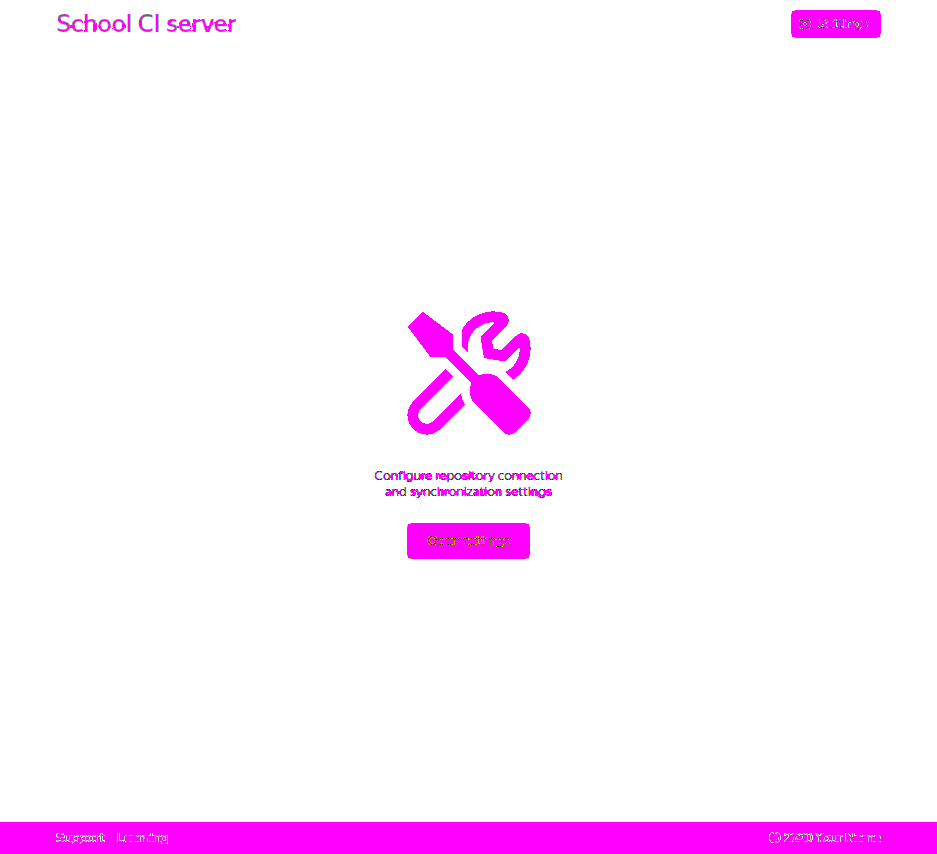 School CI server
Settings
Configure repository connection
and synchronization settings
Open settings
Support Learning
© 2020 Your Name